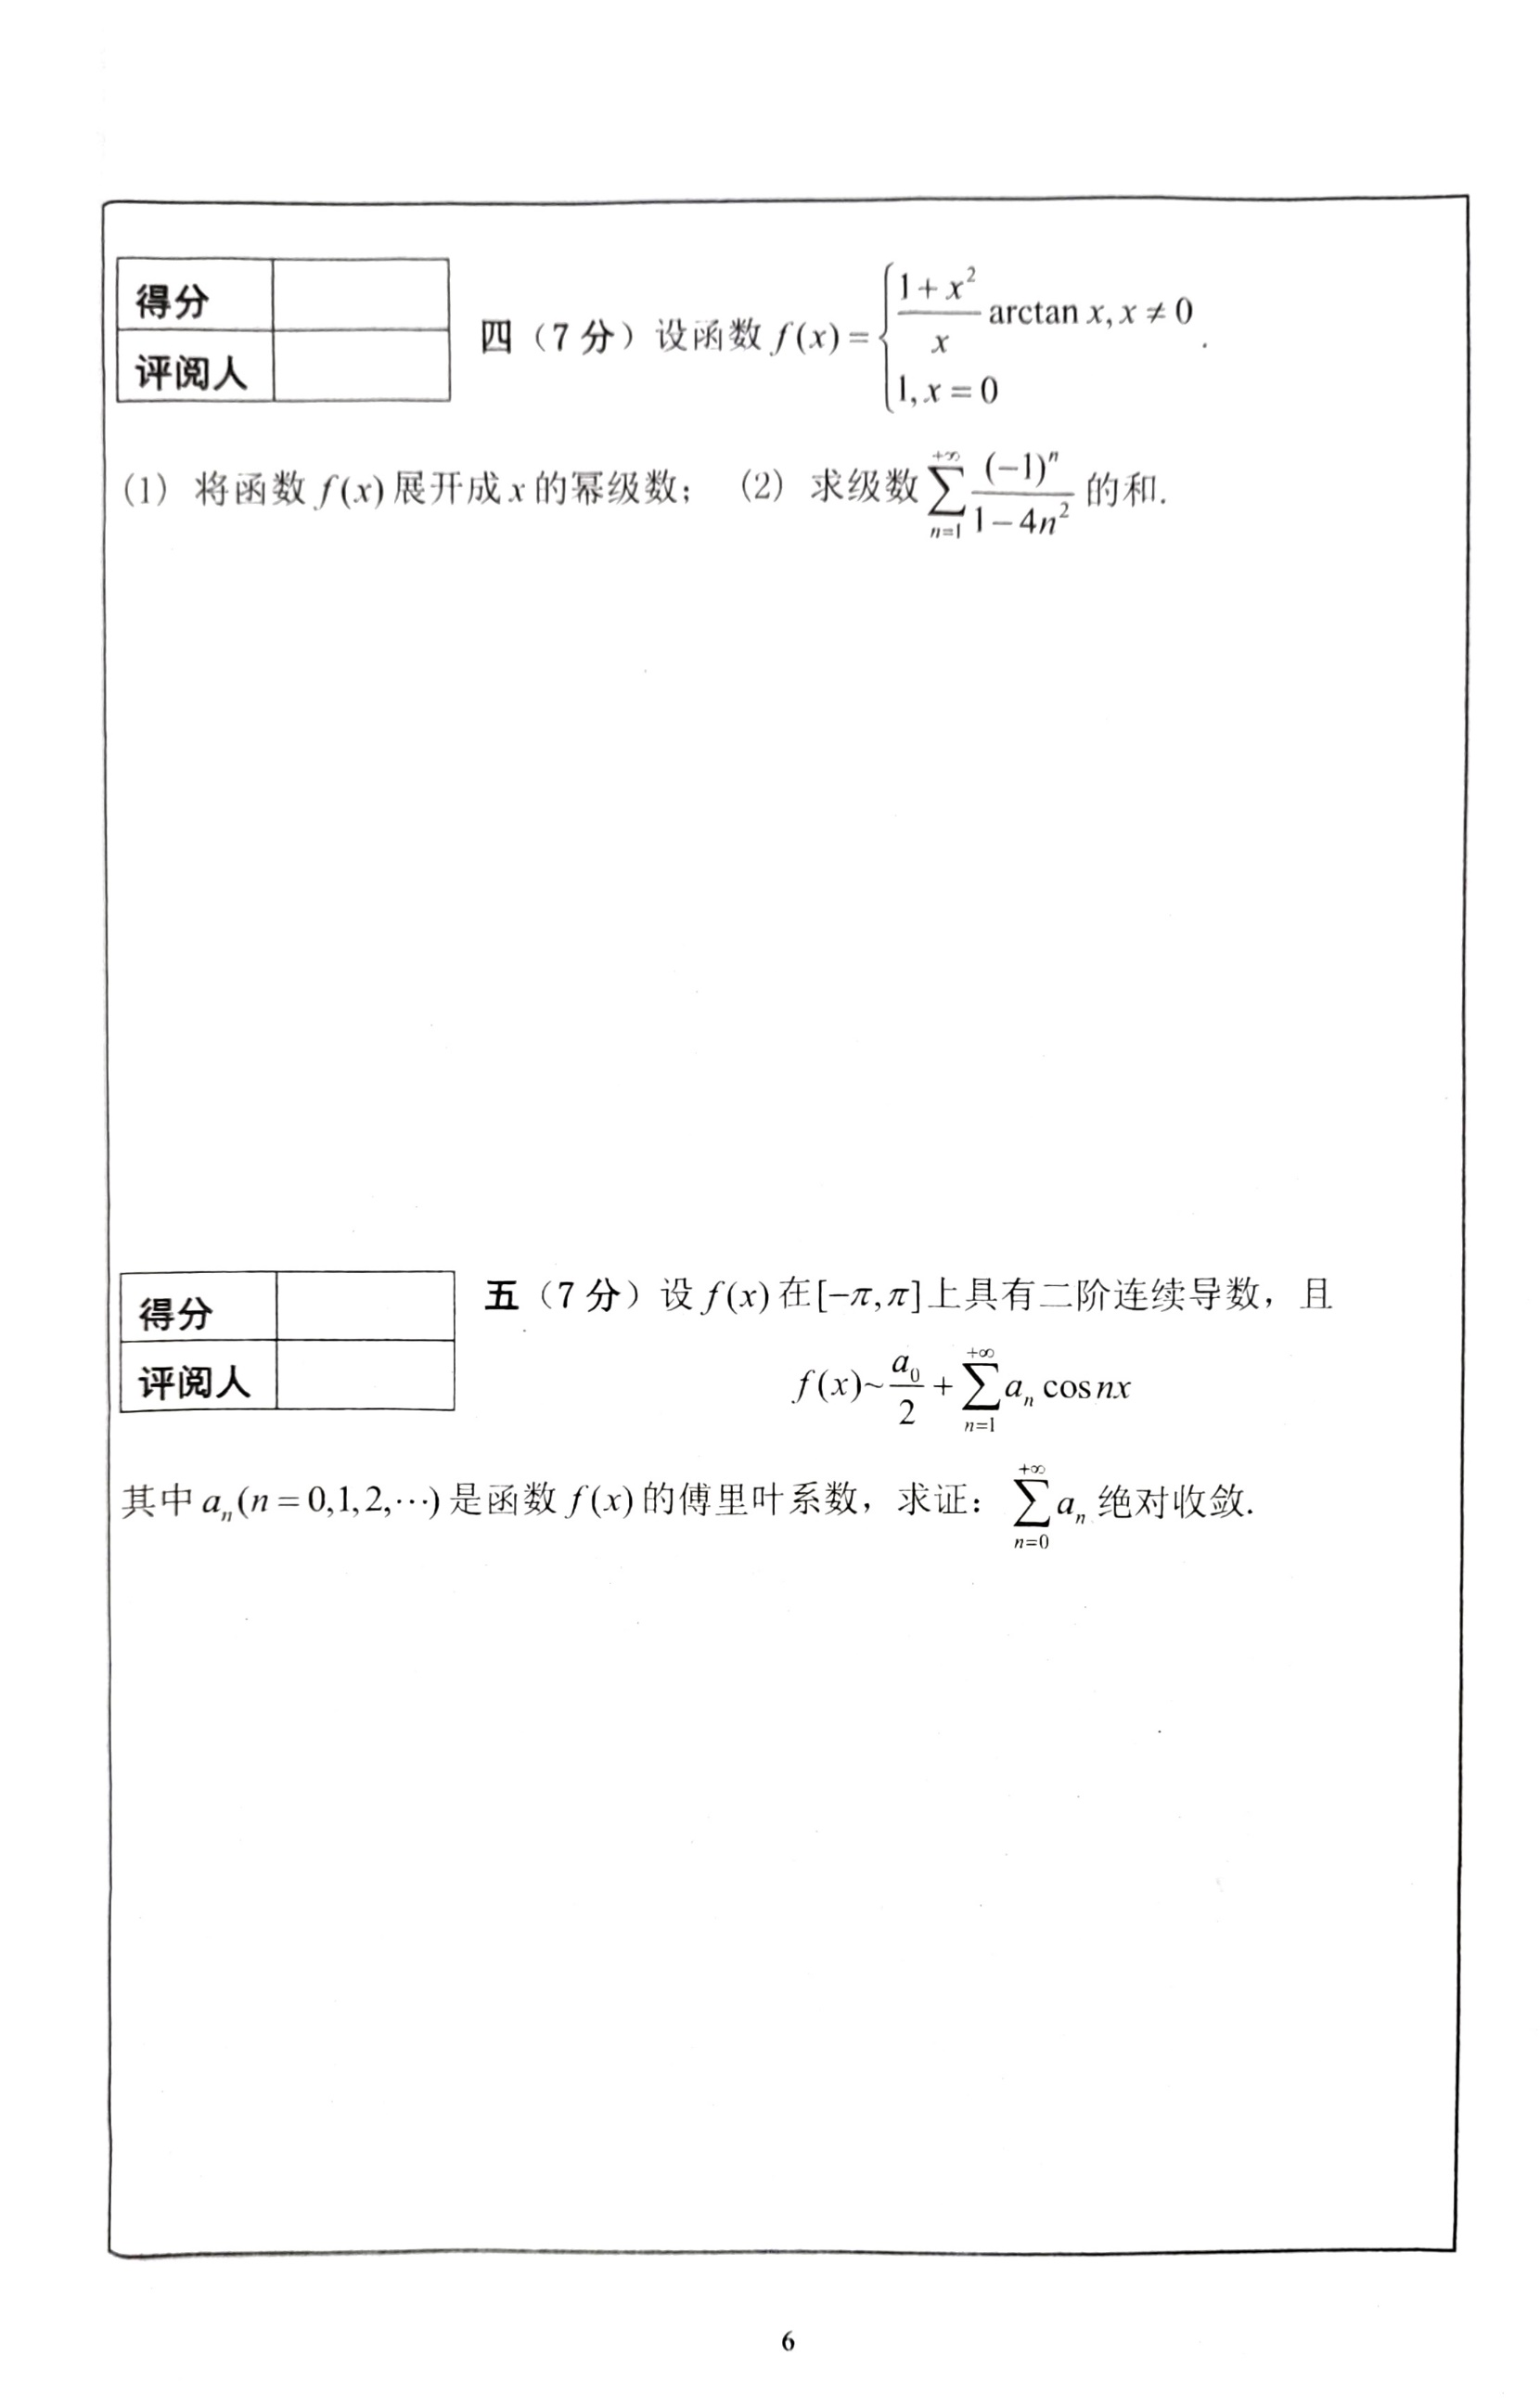 得分
评阅人
四（7 分）设函数 f(x) = { (1+x²)/x arctan x, x ≠ 0
1, x = 0 .
(1) 将函数 f(x) 展开成 x 的幂级数; (2) 求级数 ∑_{n=1}^{+∞} (−1)ⁿ/(1−4n²) 的和.
得分
评阅人
五（7 分）设 f(x) 在 [−π,π] 上具有二阶连续导数，且
f(x) ~ a₀/2 + ∑_{n=1}^{+∞} aₙ cos nx
其中 aₙ (n = 0,1,2,⋯) 是函数 f(x) 的傅里叶系数，求证：∑_{n=0}^{+∞} aₙ 绝对收敛.
6